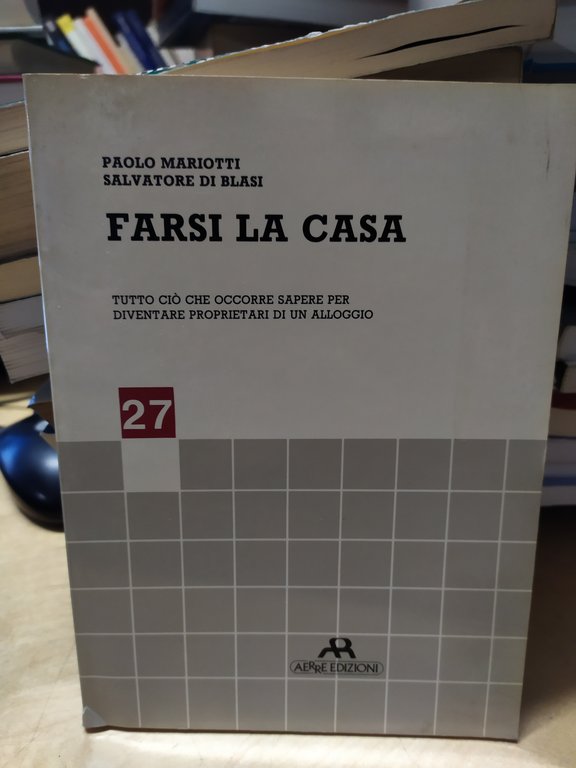 PAOLO MARIOTTI
SALVATORE DI BLASI
FARSI LA CASA
TUTTO CIÒ CHE OCCORRE SAPERE PER
DIVENTARE PROPRIETARI DI UN ALLOGGIO
27
AR
AERRE EDIZIONI